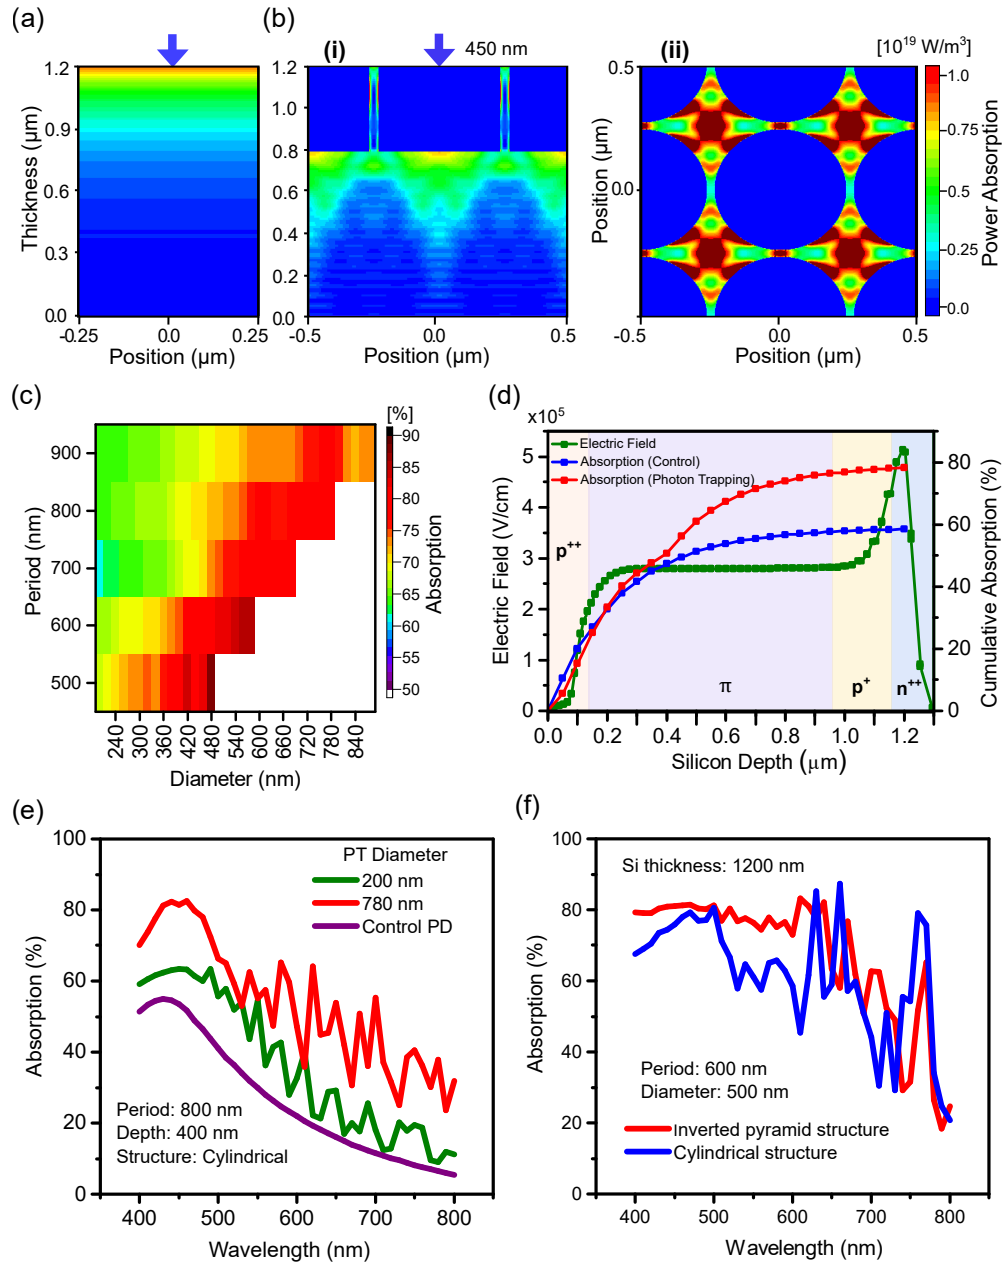 (a)
(b)
(i)
450 nm
(ii)
[10¹⁹ W/m³]
1.2
0.9
0.6
0.3
0.0
Thickness (μm)
-0.25
0.0
0.25
Position (μm)
1.2
1.0
0.8
0.6
0.4
0.2
0.0
-0.5
0.0
0.5
Position (μm)
0.5
0.0
-0.5
Position (μm)
-0.5
0.0
0.5
Position (μm)
1.0
0.75
0.5
0.25
0.0
Power Absorption
(c)
[%]
900
800
700
600
500
Period (nm)
240
300
360
420
480
540
600
660
720
780
840
Diameter (nm)
90
85
80
75
70
65
60
55
50
Absorption
(d)
x10⁵
Electric Field
Absorption (Control)
Absorption (Photon Trapping)
5
4
3
2
1
0
Electric Field (V/cm)
p⁺⁺
π
p⁺
n⁺⁺
80
60
40
20
0
Cumulative Absorption (%)
0.0
0.2
0.4
0.6
0.8
1.0
1.2
Silicon Depth (μm)
(e)
100
80
60
40
20
0
Absorption (%)
PT Diameter
200 nm
780 nm
Control PD
Period: 800 nm
Depth: 400 nm
Structure: Cylindrical
400
500
600
700
800
Wavelength (nm)
(f)
100
80
60
40
20
0
Absorption (%)
Si thickness: 1200 nm
Period: 600 nm
Diameter: 500 nm
Inverted pyramid structure
Cylindrical structure
400
500
600
700
800
Wavelength (nm)